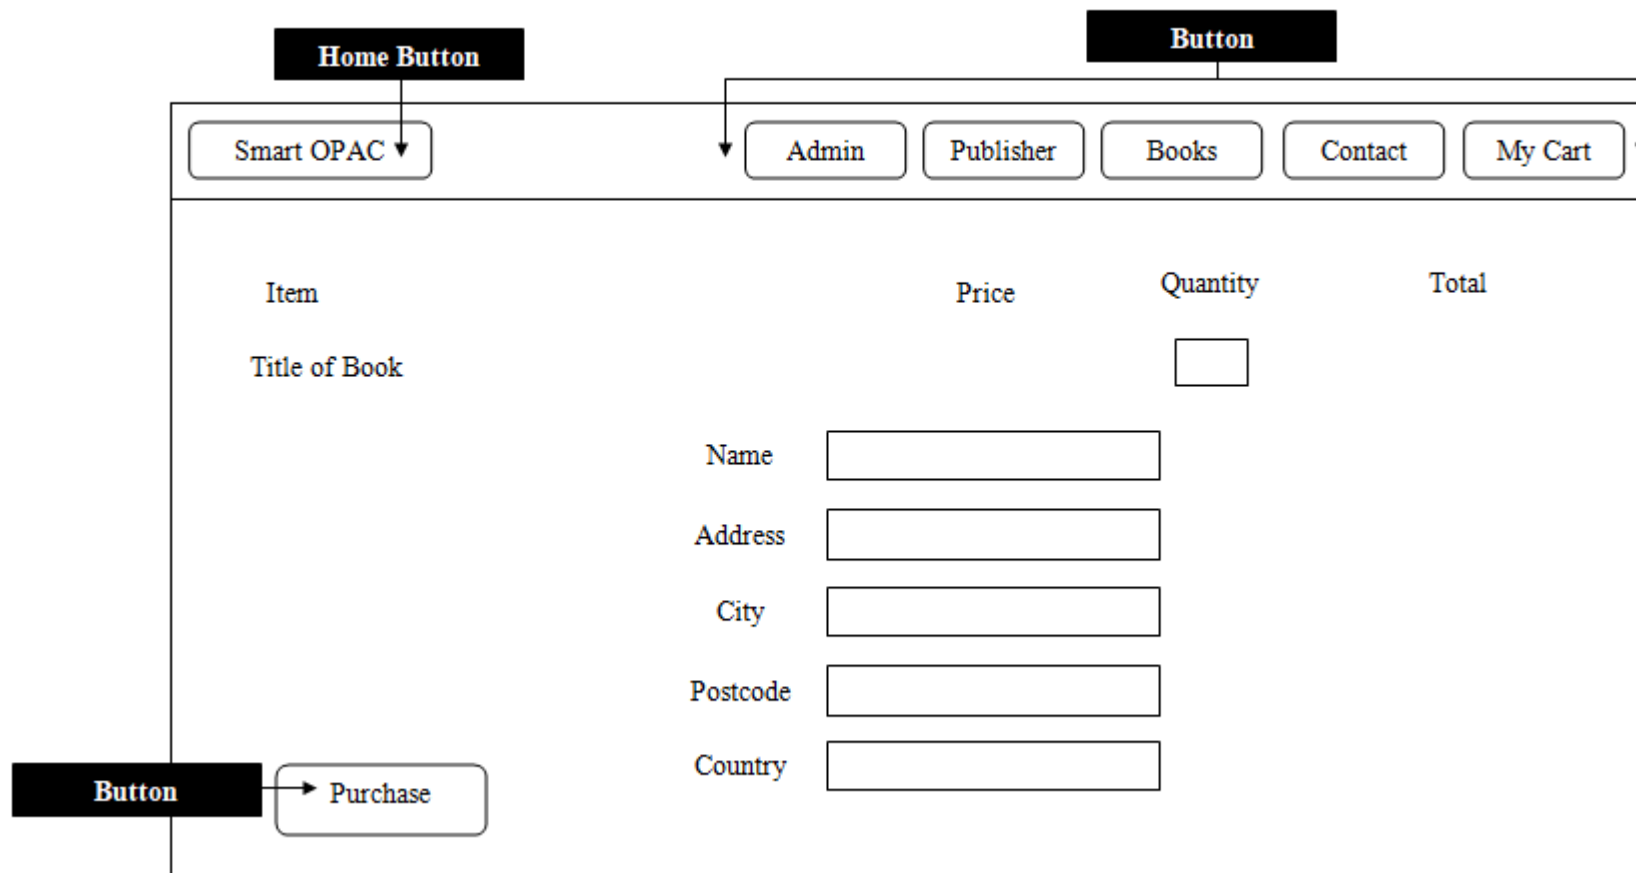 Home Button
Button
Smart OPAC
Admin
Publisher
Books
Contact
My Cart
Item
Price
Quantity
Total
Title of Book
Name
Address
City
Postcode
Country
Button
Purchase